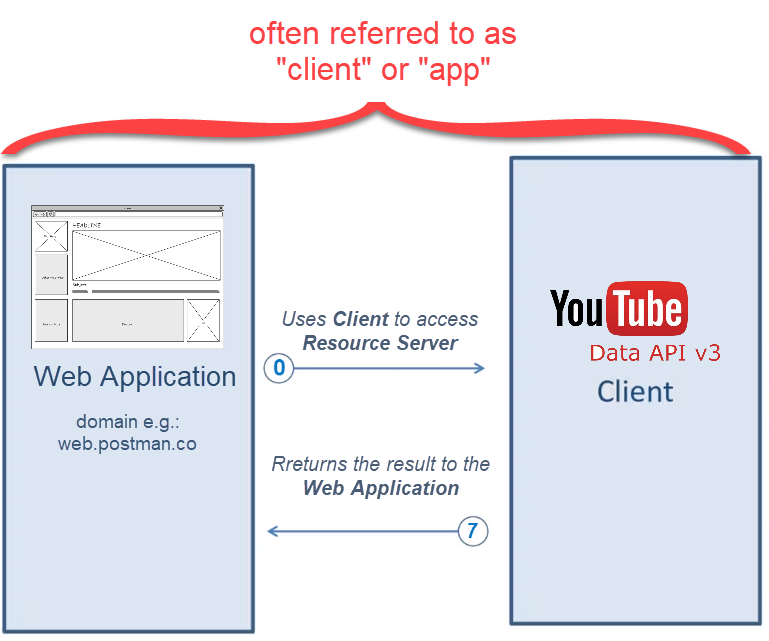 often referred to as
"client" or "app"
HEADLINE
Subject
Web Application
domain e.g.:
web.postman.co
Uses Client to access
Resource Server
0
Rreturns the result to the
Web Application
7
YouTube
Data API v3
Client